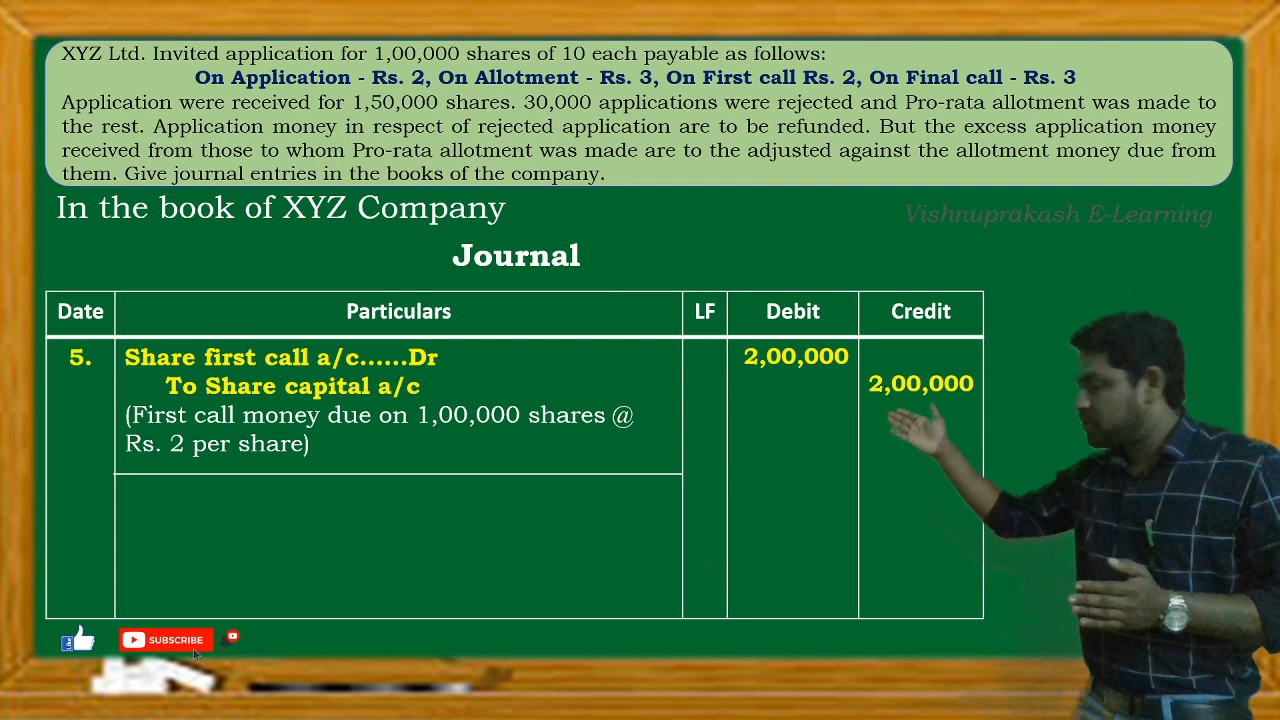 XYZ Ltd. Invited application for 1,00,000 shares of 10 each payable as follows:
On Application - Rs. 2, On Allotment - Rs. 3, On First call Rs. 2, On Final call - Rs. 3
Application were received for 1,50,000 shares. 30,000 applications were rejected and Pro-rata allotment was made to
the rest. Application money in respect of rejected application are to be refunded. But the excess application money
received from those to whom Pro-rata allotment was made are to the adjusted against the allotment money due from
them. Give journal entries in the books of the company.
In the book of XYZ Company
Vishnuprakash E-Learning
Journal
Date Particulars LF Debit Credit
5. Share first call a/c......Dr 2,00,000
To Share capital a/c 2,00,000
(First call money due on 1,00,000 shares @
Rs. 2 per share)
SUBSCRIBE